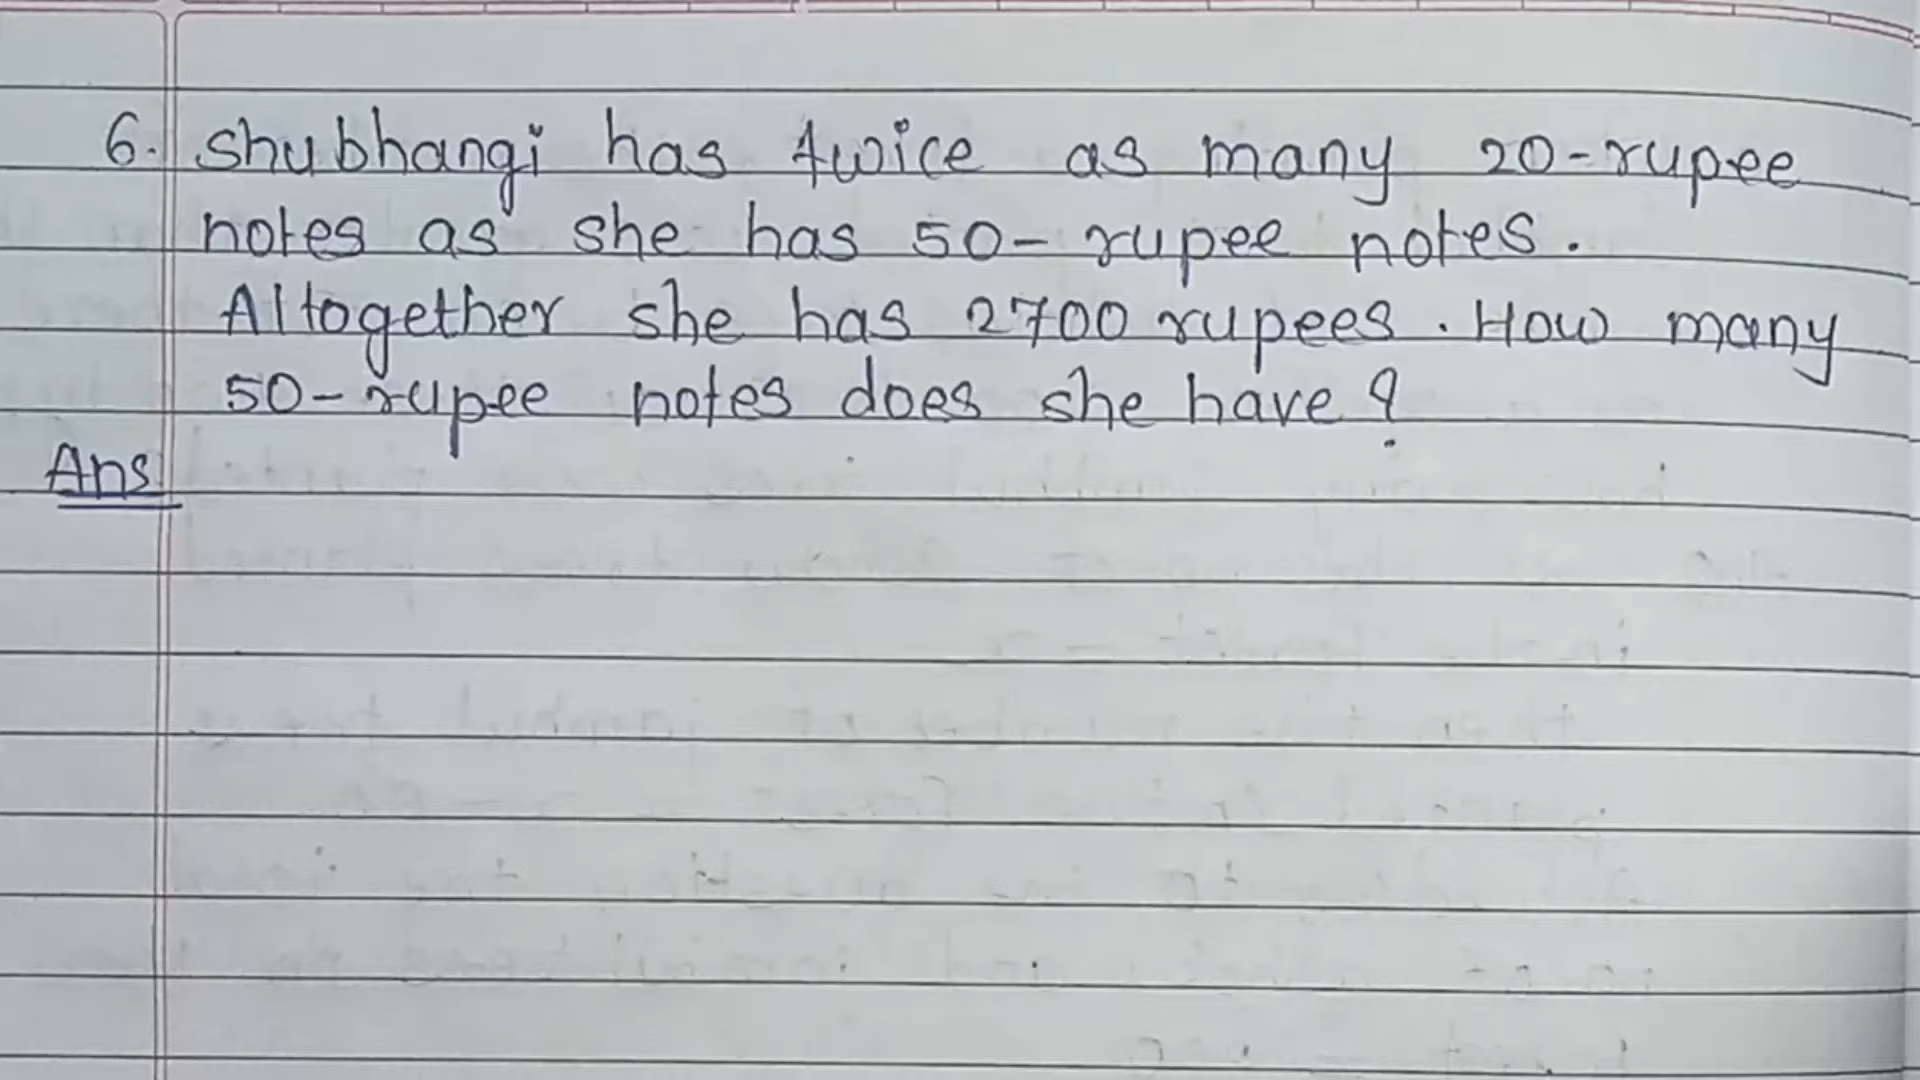 6. Shubhangi has twice as many 20-rupee
notes as she has 50-rupee notes.
Altogether she has 2700 rupees. How many
50-rupee notes does she have?
Ans